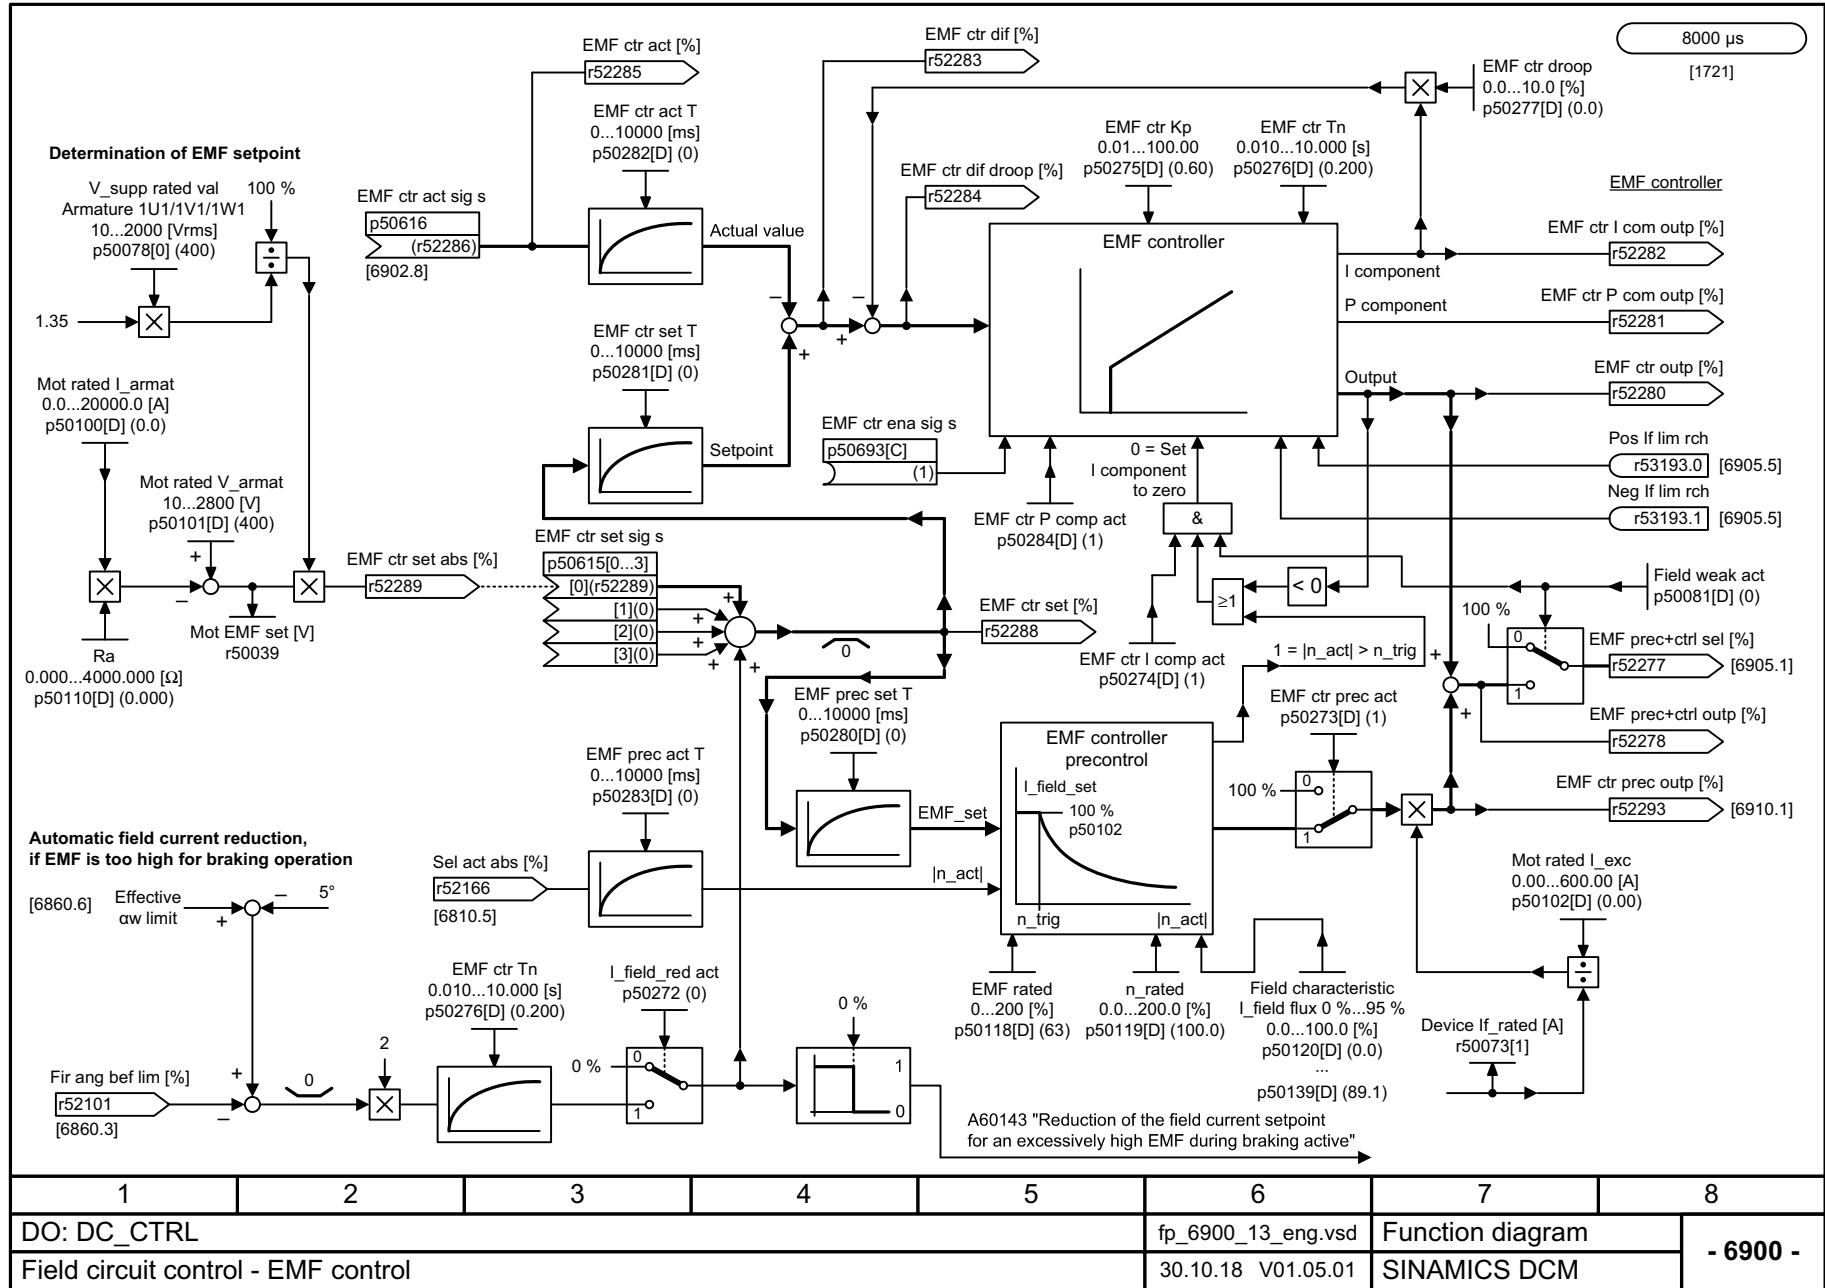 8000 µs
[1721]
EMF ctr act [%]
r52285
EMF ctr dif [%]
r52283
EMF ctr droop
0.0...10.0 [%]
p50277[D] (0.0)
EMF ctr act T
0...10000 [ms]
p50282[D] (0)
EMF ctr Kp
0.01...100.00
p50275[D] (0.60)
EMF ctr Tn
0.010...10.000 [s]
p50276[D] (0.200)
Determination of EMF setpoint
V_supp rated val
Armature 1U1/1V1/1W1
10...2000 [Vrms]
p50078[0] (400)
100 %
÷
1.35
×
EMF ctr act sig s
p50616
(r52286)
[6902.8]
Actual value
EMF ctr dif droop [%]
r52284
EMF controller
EMF controller
EMF ctr I com outp [%]
r52282
I component
EMF ctr P com outp [%]
r52281
P component
EMF ctr outp [%]
r52280
Output
EMF ctr set T
0...10000 [ms]
p50281[D] (0)
Setpoint
Mot rated I_armat
0.0...20000.0 [A]
p50100[D] (0.0)
Mot rated V_armat
10...2800 [V]
p50101[D] (400)
EMF ctr ena sig s
p50693[C]
(1)
0 = Set
I component
to zero
Pos If lim rch
r53193.0 [6905.5]
Neg If lim rch
r53193.1 [6905.5]
EMF ctr P comp act
p50284[D] (1)
&
≥1
< 0
Field weak act
p50081[D] (0)
EMF ctr set abs [%]
r52289
EMF ctr set sig s
p50615[0...3]
[0](r52289)
[1](0)
[2](0)
[3](0)
Mot EMF set [V]
r50039
Ra
0.000...4000.000 [Ω]
p50110[D] (0.000)
0
EMF ctr set [%]
r52288
EMF ctr I comp act
p50274[D] (1)
1 = |n_act| > n_trig
100 %
0
1
EMF prec+ctrl sel [%]
r52277 [6905.1]
EMF prec+ctrl outp [%]
r52278
EMF ctr prec outp [%]
r52293 [6910.1]
EMF prec set T
0...10000 [ms]
p50280[D] (0)
EMF prec act T
0...10000 [ms]
p50283[D] (0)
EMF_set
EMF controller
precontrol
I_field_set
100 %
p50102
n_trig
|n_act|
EMF ctr prec act
p50273[D] (1)
100 %
0
1
Automatic field current reduction,
if EMF is too high for braking operation
[6860.6]
Effective
αw limit
5°
Sel act abs [%]
r52166
[6810.5]
|n_act|
Mot rated I_exc
0.00...600.00 [A]
p50102[D] (0.00)
÷
EMF rated
0...200 [%]
p50118[D] (63)
n_rated
0.0...200.0 [%]
p50119[D] (100.0)
Field characteristic
I_field flux 0 %...95 %
0.0...100.0 [%]
p50120[D] (0.0)
...
p50139[D] (89.1)
Device If_rated [A]
r50073[1]
EMF ctr Tn
0.010...10.000 [s]
p50276[D] (0.200)
I_field_red act
p50272 (0)
0 %
0 %
0
1
1
0
2
Fir ang bef lim [%]
r52101
[6860.3]
0
A60143 "Reduction of the field current setpoint
for an excessively high EMF during braking active"
1 2 3 4 5 6 7 8
DO: DC_CTRL
fp_6900_13_eng.vsd
Function diagram
- 6900 -
Field circuit control - EMF control
30.10.18 V01.05.01
SINAMICS DCM